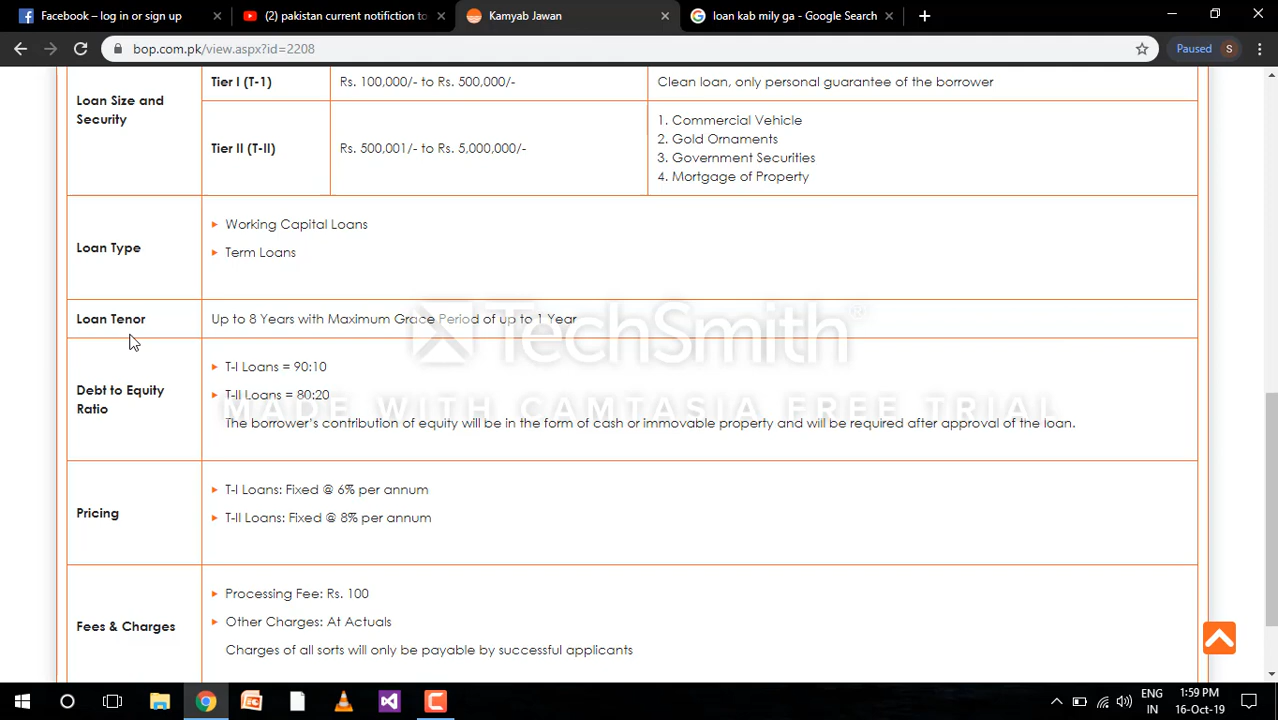 Facebook – log in or sign up
(2) pakistan current notifiction to
Kamyab Jawan
loan kab mily ga - Google Search
bop.com.pk/view.aspx?id=2208
Paused
S
Loan Size and Security
Tier I (T-1)
Rs. 100,000/- to Rs. 500,000/-
Clean loan, only personal guarantee of the borrower
Tier II (T-II)
Rs. 500,001/- to Rs. 5,000,000/-
1. Commercial Vehicle
2. Gold Ornaments
3. Government Securities
4. Mortgage of Property
Loan Type
Working Capital Loans
Term Loans
Loan Tenor
Up to 8 Years with Maximum Grace Period of up to 1 Year
TechSmith
MADE WITH CAMTASIA FREE TRIAL
Debt to Equity Ratio
T-I Loans = 90:10
T-II Loans = 80:20
The borrower's contribution of equity will be in the form of cash or immovable property and will be required after approval of the loan.
Pricing
T-I Loans: Fixed @ 6% per annum
T-II Loans: Fixed @ 8% per annum
Fees & Charges
Processing Fee: Rs. 100
Other Charges: At Actuals
Charges of all sorts will only be payable by successful applicants
ENG
IN
1:59 PM
16-Oct-19